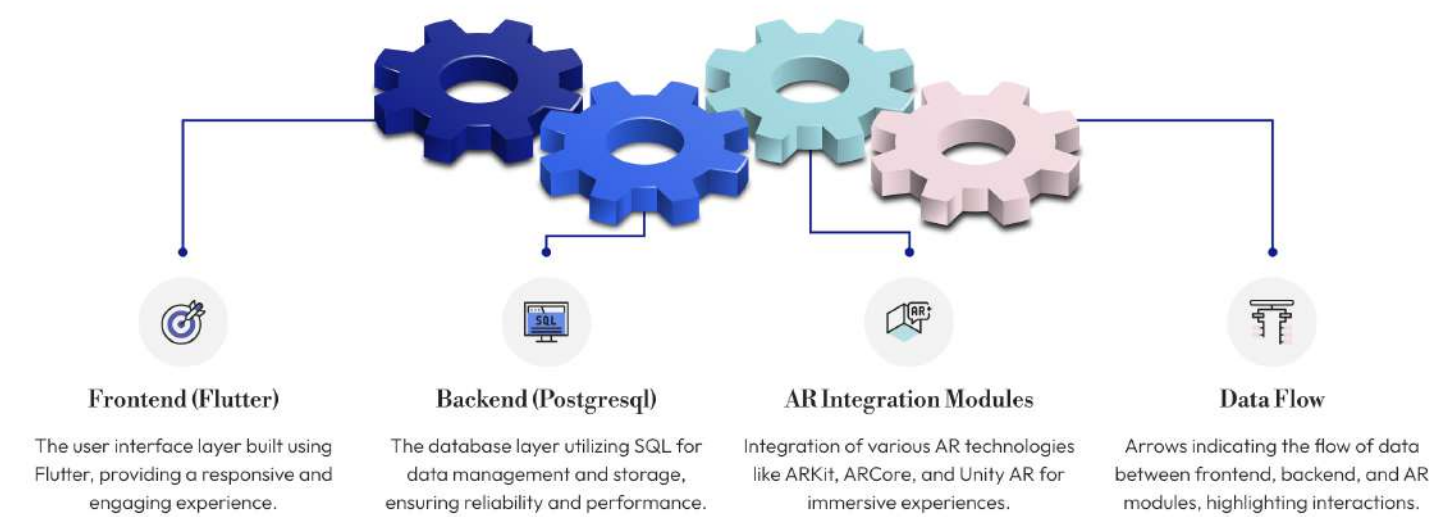 SQL
AR
Frontend (Flutter)
The user interface layer built using
Flutter, providing a responsive and
engaging experience.
Backend (Postgresql)
The database layer utilizing SQL for
data management and storage,
ensuring reliability and performance.
AR Integration Modules
Integration of various AR technologies
like ARKit, ARCore, and Unity AR for
immersive experiences.
Data Flow
Arrows indicating the flow of data
between frontend, backend, and AR
modules, highlighting interactions.